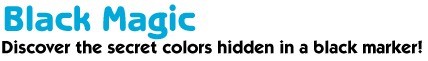 Black Magic
Discover the secret colors hidden in a black marker!